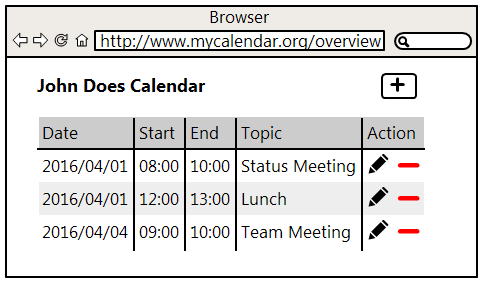 Browser
http://www.mycalendar.org/overview
John Does Calendar
Date Start End Topic Action
2016/04/01 08:00 10:00 Status Meeting
2016/04/01 12:00 13:00 Lunch
2016/04/04 09:00 10:00 Team Meeting